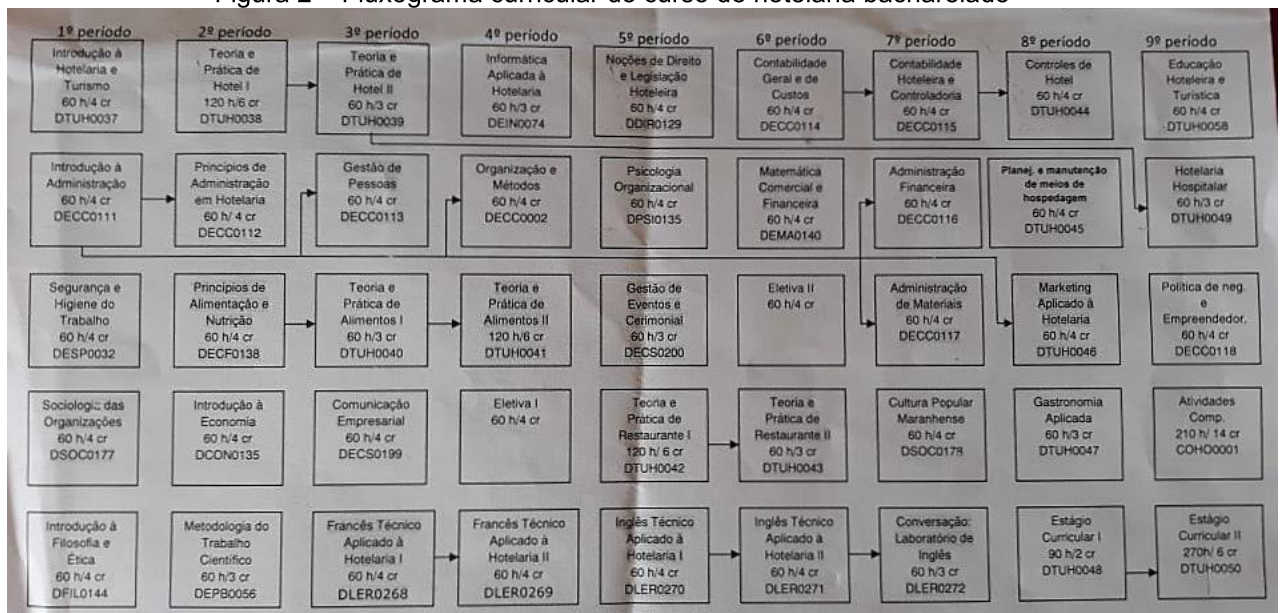 Figura 2 – Fluxograma curricular do curso de hotelaria bacharelado
1º período
2º período
3º período
4º período
5º período
6º período
7º período
8º período
9º período
Introdução à
Hotelaria e
Turismo
60 h/4 cr
DTUH0037
Teoria e
Prática de
Hotel I
120 h/6 cr
DTUH0038
Teoria e
Prática de
Hotel II
60 h/3 cr
DTUH0039
Informática
Aplicada à
Hotelaria
60 h/3 cr
DEIN0074
Noções de Direito
e Legislação
Hoteleira
60 h/4 cr
DDIR0129
Contabilidade
Geral e de
Custos
60 h/4 cr
DECC0114
Contabilidade
Hoteleira e
Controladoria
60 h/4 cr
DECC0115
Controles de
Hotel
60 h/4 cr
DTUH0044
Educação
Hoteleira e
Turística
60 h/4 cr
DTUH0058
Introdução à
Administração
60 h/4 cr
DECC0111
Princípios de
Administração
em Hotelaria
60 h/ 4 cr
DECC0112
Gestão de
Pessoas
60 h/4 cr
DECC0113
Organização e
Métodos
60 h/4 cr
DECC0002
Psicologia
Organizacional
60 h/4 cr
DPSI0135
Matemática
Comercial e
Financeira
60 h/4 cr
DEMA0140
Administração
Financeira
60 h/4 cr
DECC0116
Planej. e manutenção
de meios de
hospedagem
60 h/4 cr
DTUH0045
Hotelaria
Hospitalar
60 h/3 cr
DTUH0049
Segurança e
Higiene do
Trabalho
60 h/4 cr
DESP0032
Princípios de
Alimentação e
Nutrição
60 h/4 cr
DECF0138
Teoria e
Prática de
Alimentos I
60 h/3 cr
DTUH0040
Teoria e
Prática de
Alimentos II
120 h/6 cr
DTUH0041
Gestão de
Eventos e
Cerimonial
60 h/3 cr
DECS0200
Eletiva II
60 h/4 cr
Administração
de Materiais
60 h/4 cr
DECC0117
Marketing
Aplicado à
Hotelaria
60 h/4 cr
DTUH0046
Política de neg.
e
Empreendedor.
60 h/4 cr
DECC0118
Sociologia das
Organizações
60 h/4 cr
DSOC0177
Introdução à
Economia
60 h/4 cr
DCON0135
Comunicação
Empresarial
60 h/4 cr
DECS0199
Eletiva I
60 h/4 cr
Teoria e
Prática de
Restaurante I
120 h/ 6 cr
DTUH0042
Teoria e
Prática de
Restaurante II
60 h/3 cr
DTUH0043
Cultura Popular
Maranhense
60 h/4 cr
DSOC0178
Gastronomia
Aplicada
60 h/3 cr
DTUH0047
Atividades
Comp.
210 h/ 14 cr
COHO0001
Introdução à
Filosofia e
Ética
60 h/4 cr
DFIL0144
Metodologia do
Trabalho
Científico
60 h/3 cr
DEPB0056
Francês Técnico
Aplicado à
Hotelaria I
60 h/4 cr
DLER0268
Francês Técnico
Aplicado à
Hotelaria II
60 h/4 cr
DLER0269
Inglês Técnico
Aplicado à
Hotelaria I
60 h/4 cr
DLER0270
Inglês Técnico
Aplicado à
Hotelaria II
60 h/4 cr
DLER0271
Conversação:
Laboratório de
Inglês
60 h/3 cr
DLER0272
Estágio
Curricular I
90 h/2 cr
DTUH0048
Estágio
Curricular II
270h/ 6 cr
DTUH0050